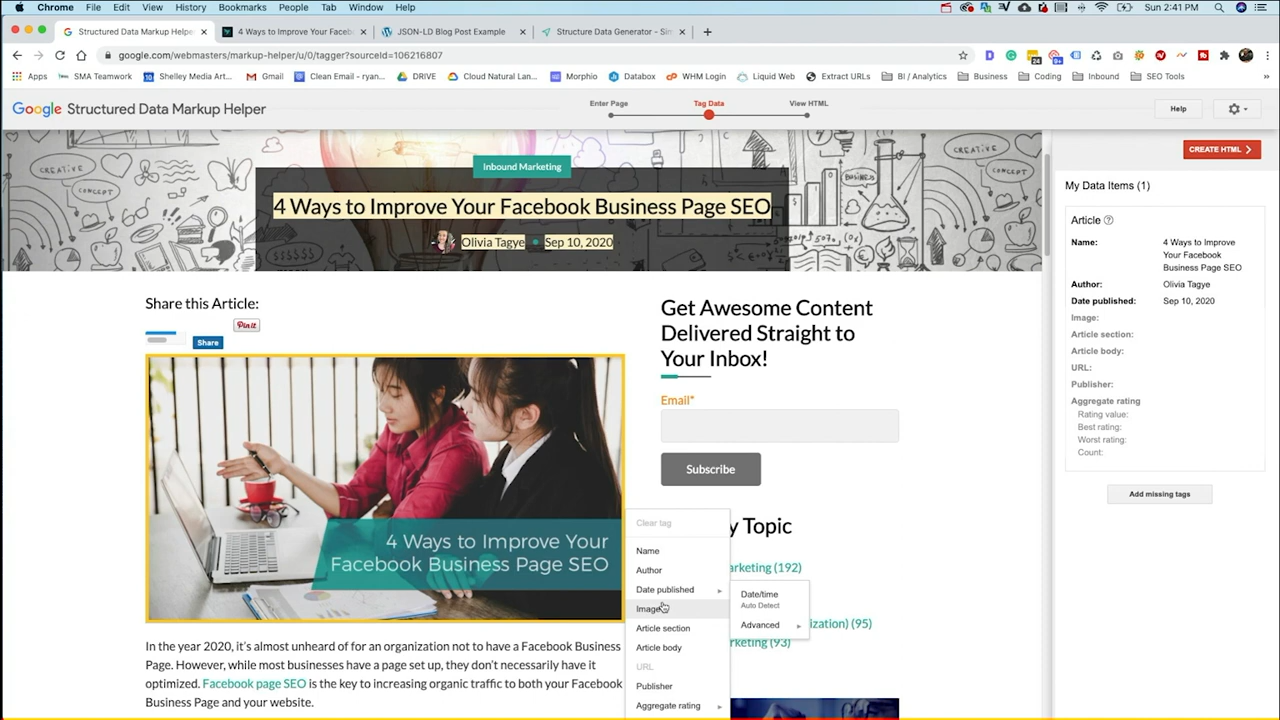 Chrome File Edit View History Bookmarks People Tab Window Help
Sun 2:41 PM
Structured Data Markup Helpe
4 Ways to Improve Your Facebo
JSON-LD Blog Post Example
Structure Data Generator - Sim
google.com/webmasters/markup-helper/u/0/tagger?sourceId=106216807
Apps SMA Teamwork Shelley Media Art... Gmail Clean Email - ryan... DRIVE Cloud Natural Lan... Morphio Databox WHM Login Liquid Web Extract URLs BI / Analytics Business Coding Inbound SEO Tools
Google Structured Data Markup Helper
Enter Page Tag Data View HTML
Help
CREATIVE
CONCEPT
BUSINESS
CREATIVE
CONCEPT
Inbound Marketing
4 Ways to Improve Your Facebook Business Page SEO
Olivia Tagye Sep 10, 2020
Share this Article:
Pin it
Share
4 Ways to Improve Your
Facebook Business Page SEO
In the year 2020, it's almost unheard of for an organization not to have a Facebook Business
Page. However, while most businesses have a page set up, they don't necessarily have it
optimized. Facebook page SEO is the key to increasing organic traffic to both your Facebook
Business Page and your website.
Get Awesome Content
Delivered Straight to
Your Inbox!
Email*
Subscribe
y Topic
arketing (192)
ization) (95)
rketing (93)
Clear tag
Name
Author
Date published
Image
Article section
Article body
URL
Publisher
Aggregate rating
Date/time
Auto Detect
Advanced
CREATE HTML
My Data Items (1)
Article
Name: 4 Ways to Improve
Your Facebook
Business Page SEO
Author: Olivia Tagye
Date published: Sep 10, 2020
Image:
Article section:
Article body:
URL:
Publisher:
Aggregate rating
Rating value:
Best rating:
Worst rating:
Count:
Add missing tags